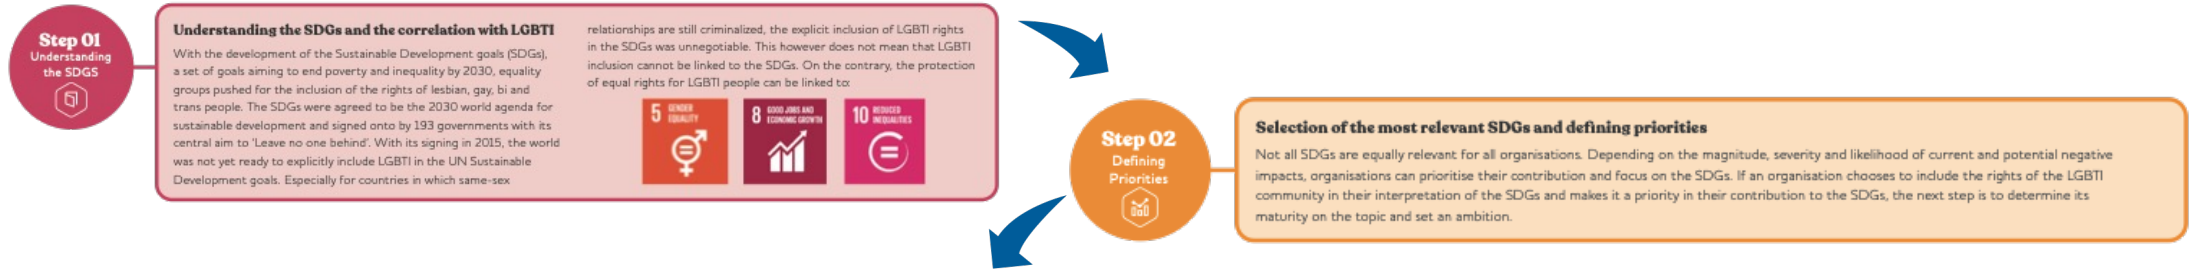 Step 01
Understanding
the SDGS
Understanding the SDGs and the correlation with LGBTI
With the development of the Sustainable Development goals (SDGs),
a set of goals aiming to end poverty and inequality by 2030, equality
groups pushed for the inclusion of the rights of lesbian, gay, bi and
trans people. The SDGs were agreed to be the 2030 world agenda for
sustainable development and signed onto by 193 governments with its
central aim to 'Leave no one behind'. With its signing in 2015, the world
was not yet ready to explicitly include LGBTI in the UN Sustainable
Development goals. Especially for countries in which same-sex
relationships are still criminalized, the explicit inclusion of LGBTI rights
in the SDGs was unnegotiable. This however does not mean that LGBTI
inclusion cannot be linked to the SDGs. On the contrary, the protection
of equal rights for LGBTI people can be linked to:
5 GENDER
EQUALITY
8 GOOD JOBS AND
ECONOMIC GROWTH
10 REDUCED
INEQUALITIES
Step 02
Defining
Priorities
Selection of the most relevant SDGs and defining priorities
Not all SDGs are equally relevant for all organisations. Depending on the magnitude, severity and likelihood of current and potential negative
impacts, organisations can prioritise their contribution and focus on the SDGs. If an organisation chooses to include the rights of the LGBTI
community in their interpretation of the SDGs and makes it a priority in their contribution to the SDGs, the next step is to determine its
maturity on the topic and set an ambition.